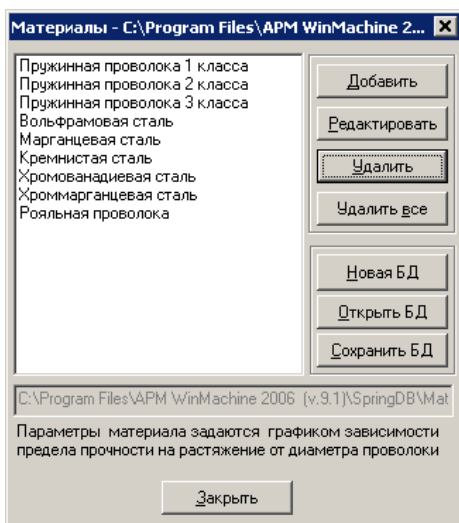 Материалы - C:\Program Files\APM WinMachine 2...
Пружинная проволока 1 класса
Пружинная проволока 2 класса
Пружинная проволока 3 класса
Вольфрамовая сталь
Марганцевая сталь
Кремнистая сталь
Хромованадиевая сталь
Хроммарганцевая сталь
Рояльная проволока
Добавить
Редактировать
Удалить
Удалить все
Новая БД
Открыть БД
Сохранить БД
C:\Program Files\APM WinMachine 2006 (v.9.1)\SpringDB\Mat
Параметры материала задаются графиком зависимости
предела прочности на растяжение от диаметра проволоки
Закрыть